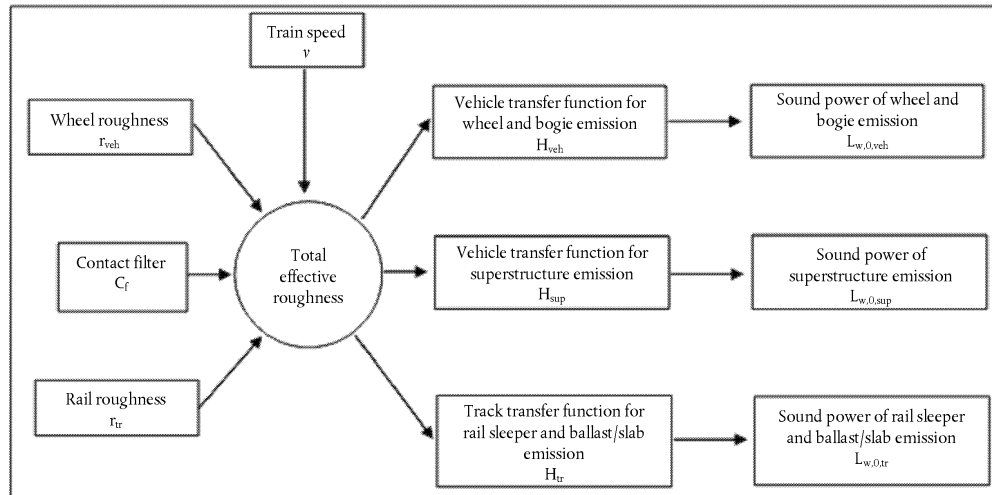 Train speed
v
Wheel roughness
r_veh
Contact filter
C_f
Rail roughness
r_tr
Total
effective
roughness
Vehicle transfer function for
wheel and bogie emission
H_veh
Sound power of wheel and
bogie emission
L_w,0,veh
Vehicle transfer function for
superstructure emission
H_sup
Sound power of
superstructure emission
L_w,0,sup
Track transfer function for
rail sleeper and ballast/slab
emission
H_tr
Sound power of rail sleeper
and ballast/slab emission
L_w,0,tr